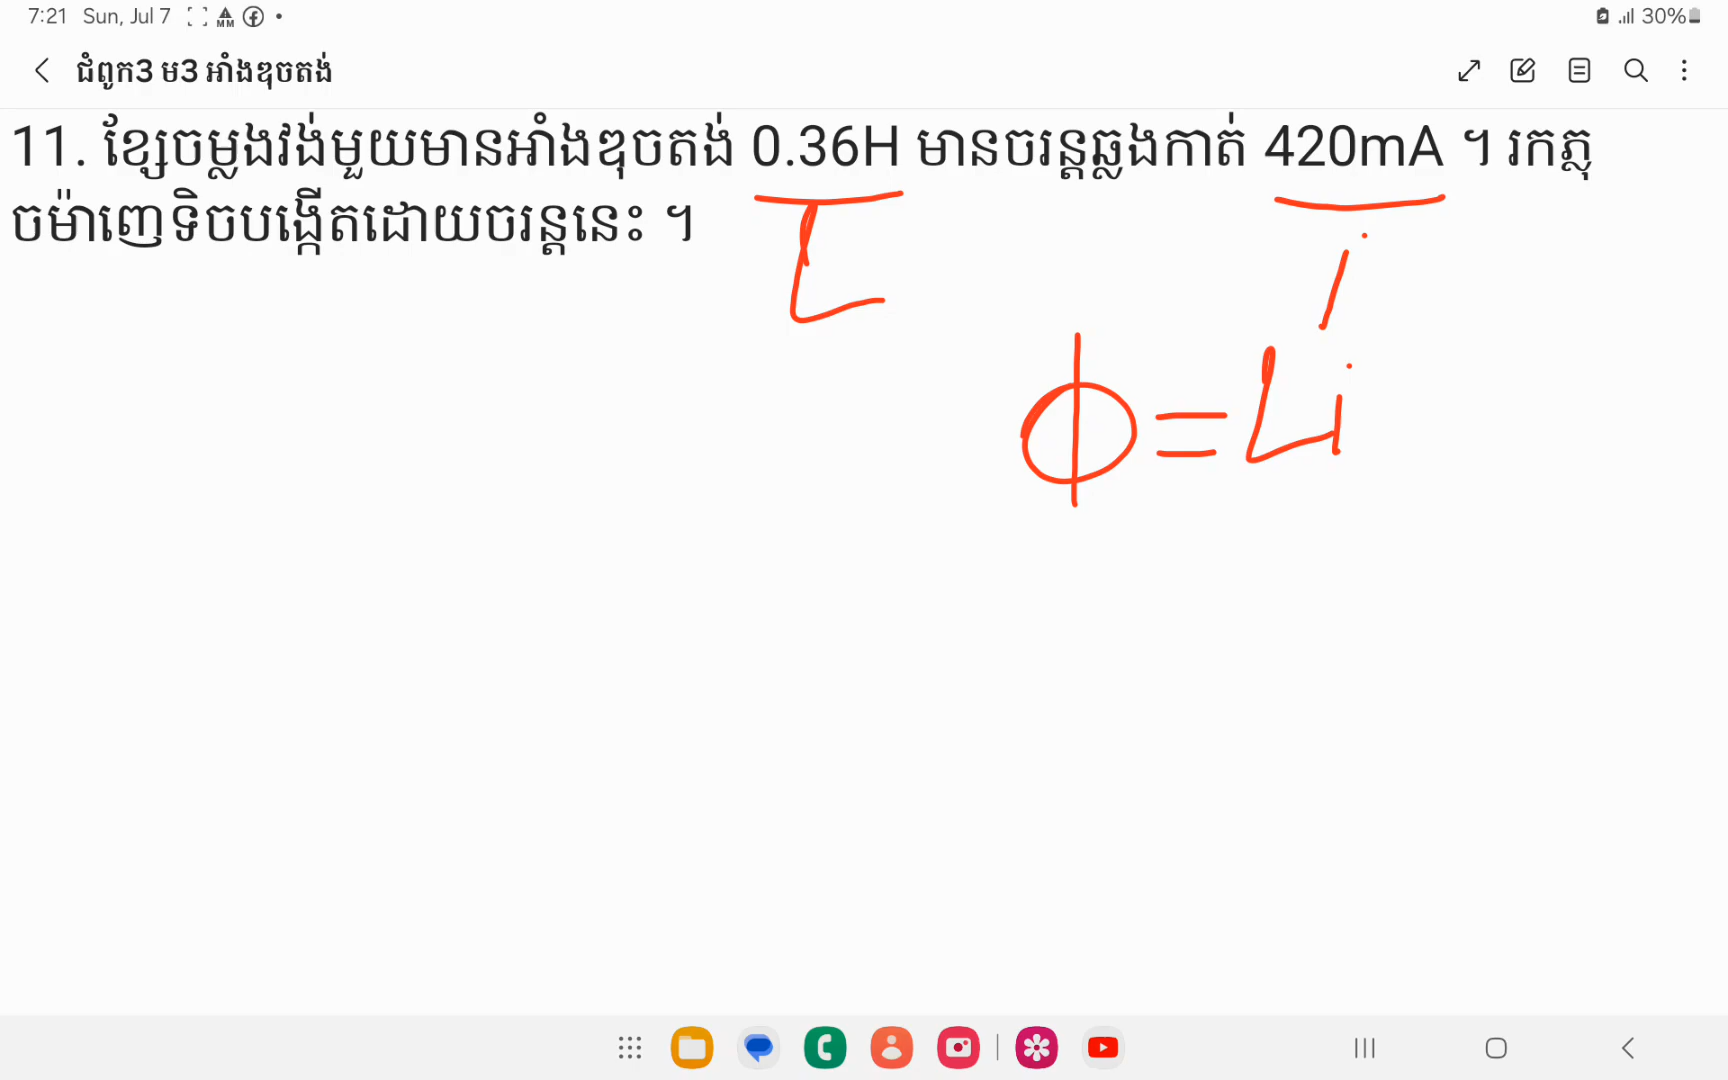 7:21 Sun, Jul 7
30%
ជំពូក3 ម3 អាំងឌុចតង់
11. ខ្សែចម្លងវង់មួយមានអាំងឌុចតង់ 0.36H មានចរន្តឆ្លងកាត់ 420mA ។ រកភ្ញុ
ចម៉ាញេទិចបង្កើតដោយចរន្តនេះ ។
L
i
ϕ = Li